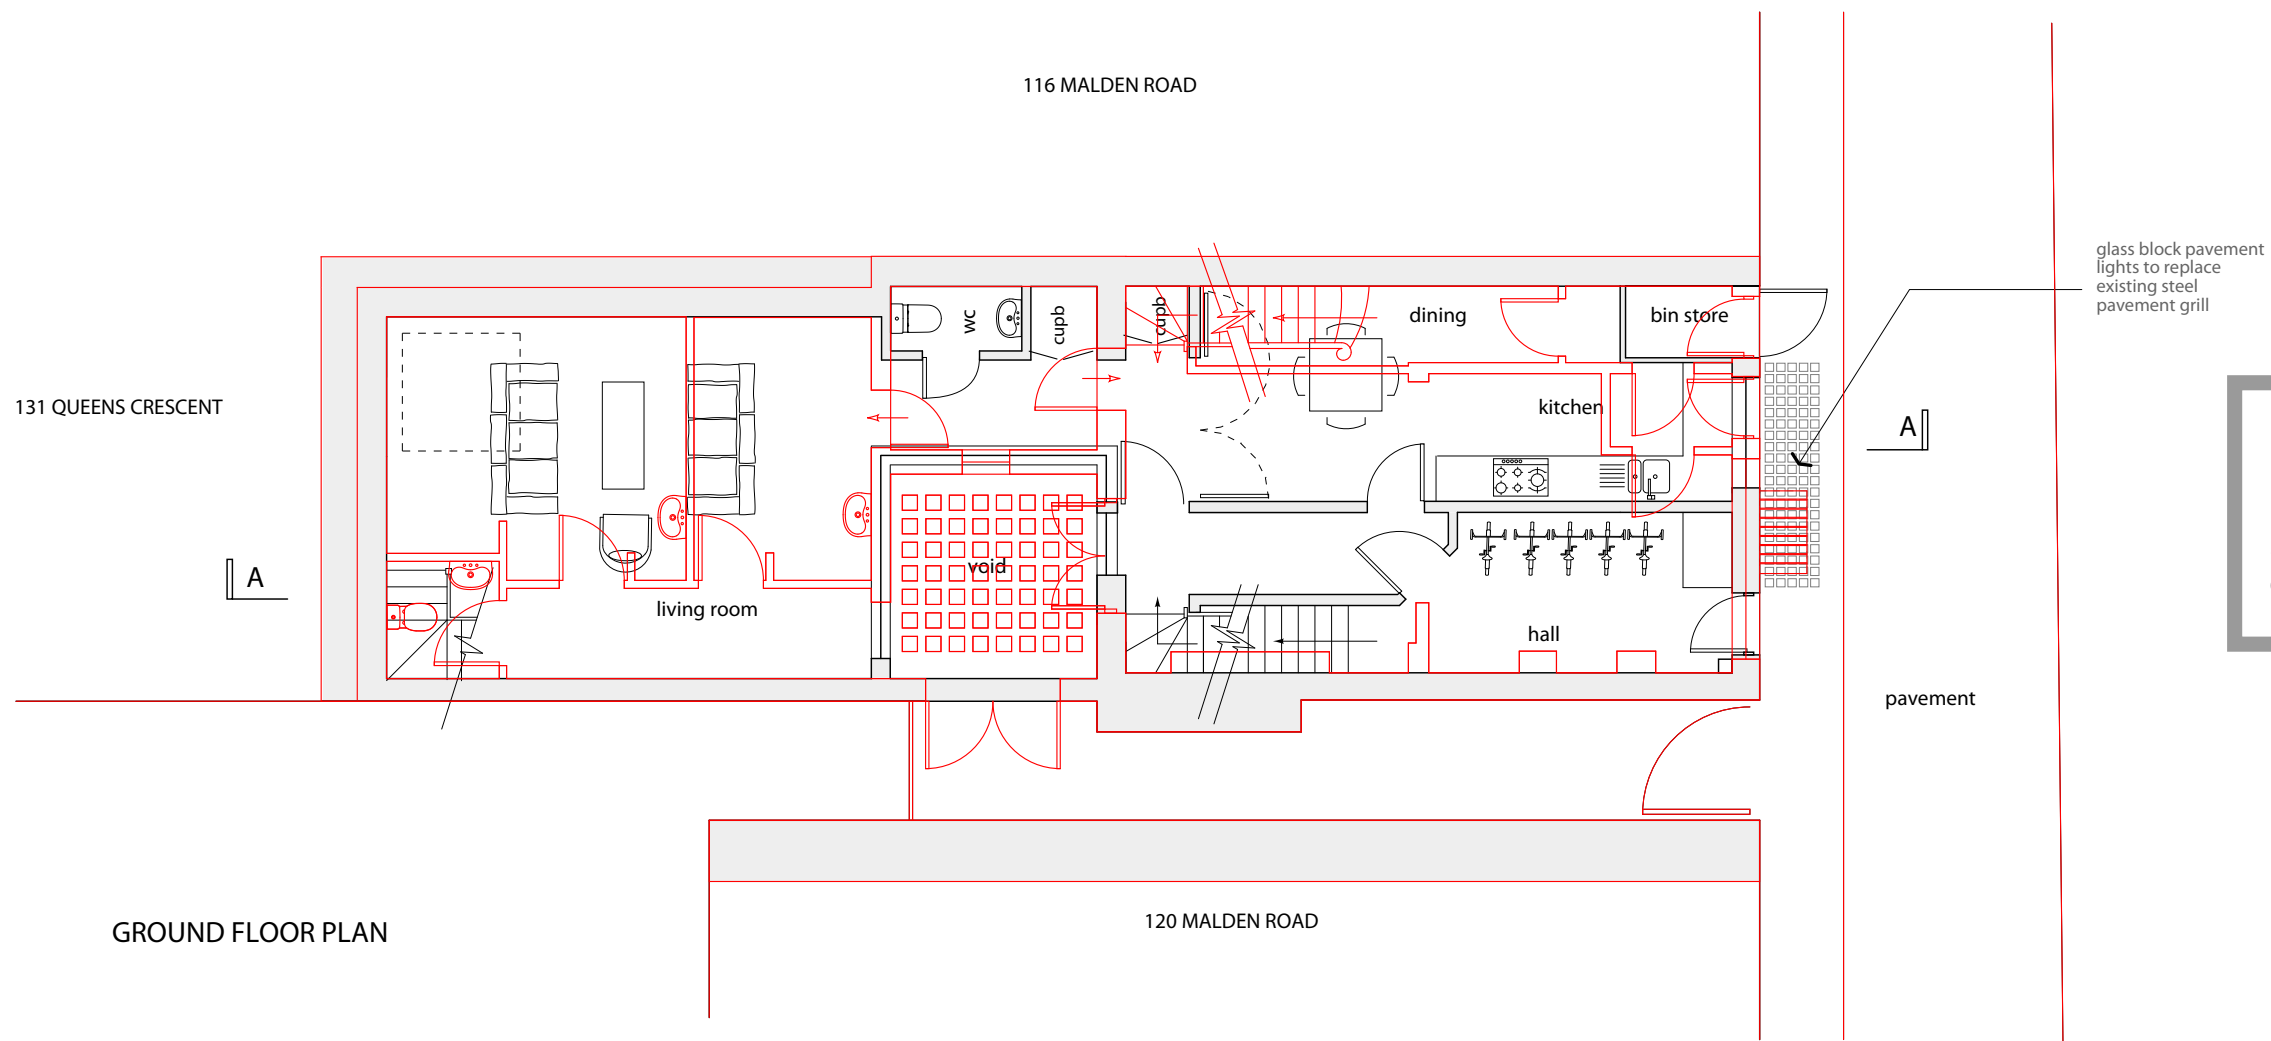 116 MALDEN ROAD
glass block pavement
lights to replace
existing steel
pavement grill
wc
cupb
cupb
dining
bin store
131 QUEENS CRESCENT
kitchen
A
A
void
living room
hall
pavement
GROUND FLOOR PLAN
120 MALDEN ROAD